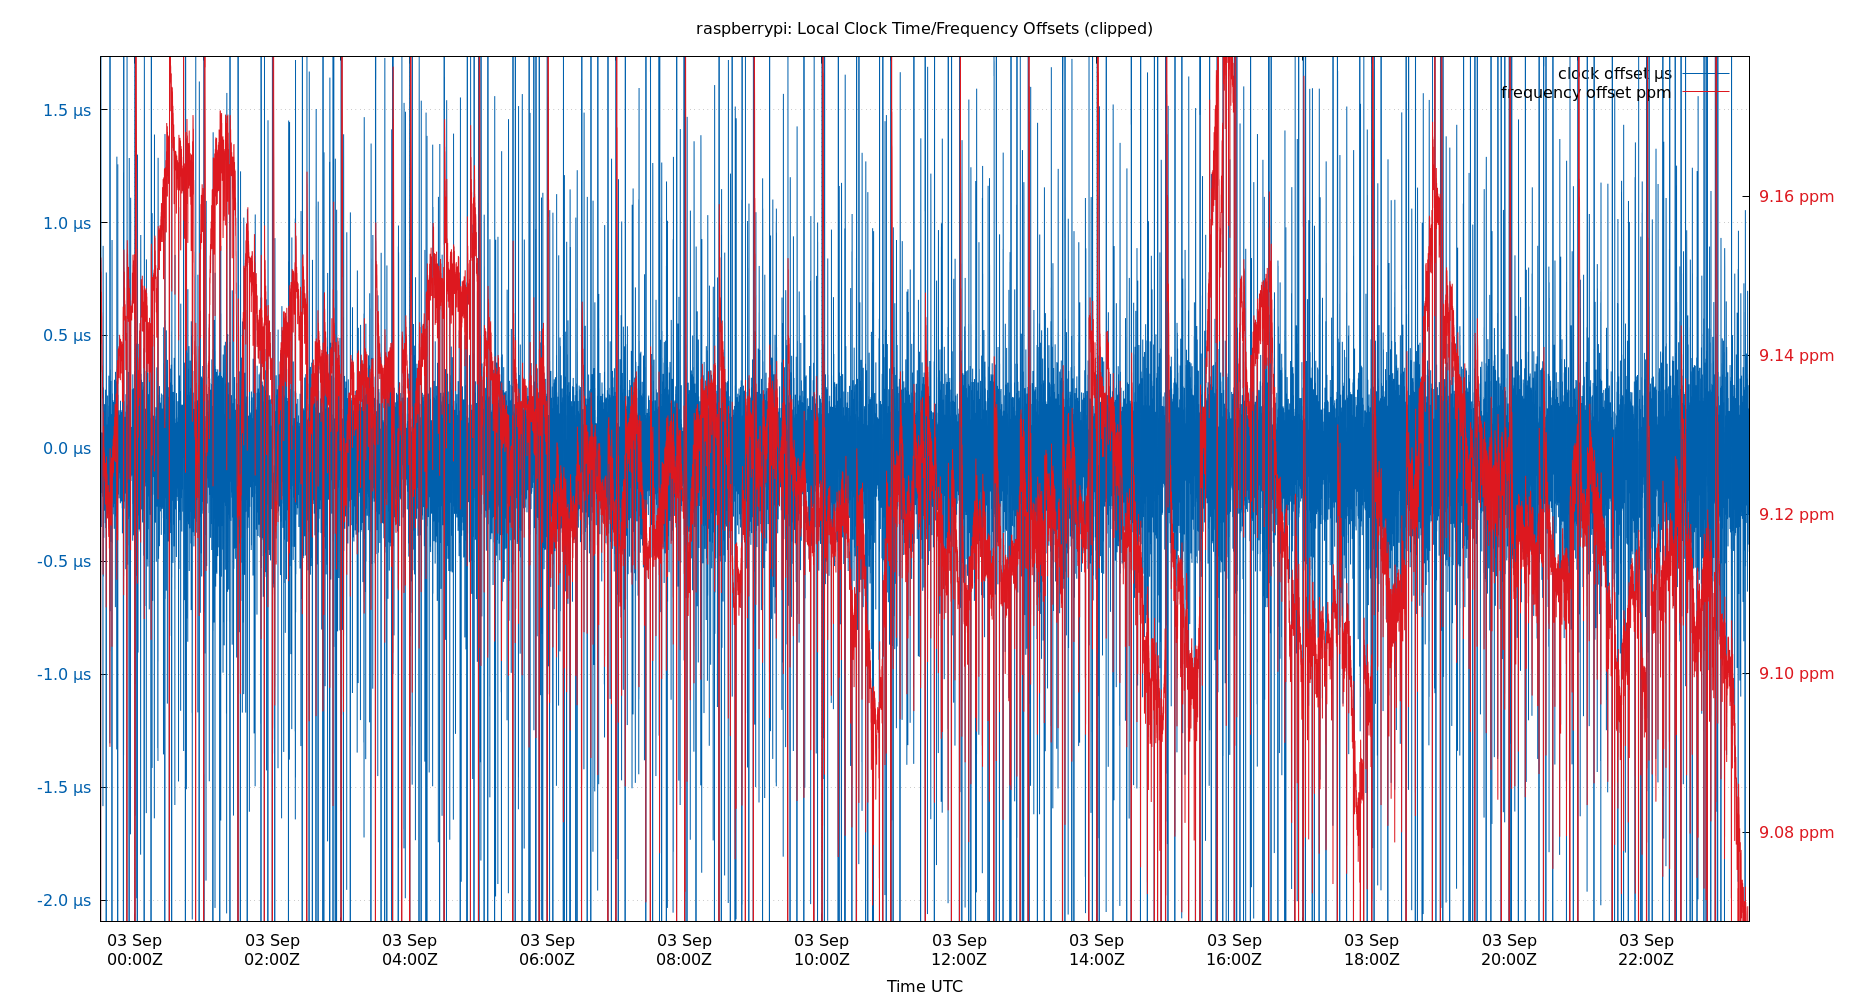 raspberrypi: Local Clock Time/Frequency Offsets (clipped)
clock offset µs
frequency offset ppm
1.5 µs
1.0 µs
0.5 µs
0.0 µs
-0.5 µs
-1.0 µs
-1.5 µs
-2.0 µs
9.16 ppm
9.14 ppm
9.12 ppm
9.10 ppm
9.08 ppm
03 Sep 03 Sep 03 Sep 03 Sep 03 Sep 03 Sep 03 Sep 03 Sep 03 Sep 03 Sep 03 Sep 03 Sep
00:00Z 02:00Z 04:00Z 06:00Z 08:00Z 10:00Z 12:00Z 14:00Z 16:00Z 18:00Z 20:00Z 22:00Z
Time UTC